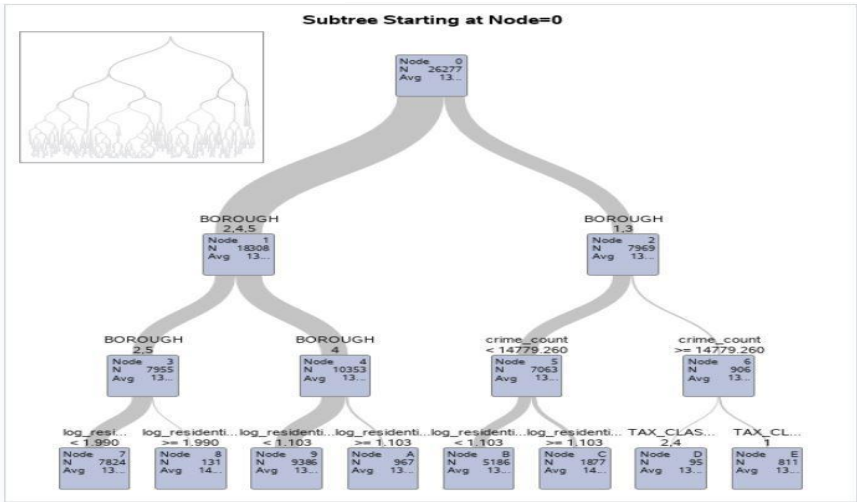 Subtree Starting at Node=0
Node 0
N 26277
Avg 13...
BOROUGH
2,4,5
Node 1
N 18308
Avg 13...
BOROUGH
1,3
Node 2
N 7969
Avg 13...
BOROUGH
2,5
Node 3
N 7955
Avg 13...
BOROUGH
4
Node 4
N 10353
Avg 13...
crime_count
< 14779.260
Node 5
N 7063
Avg 13...
crime_count
>= 14779.260
Node 6
N 906
Avg 13...
log_resi...
< 1.990
Node 7
N 7824
Avg 13...
log_residenti...
>= 1.990
Node 8
N 131
Avg 14...
log_residenti...
< 1.103
Node 9
N 9386
Avg 13...
log_residenti...
>= 1.103
Node A
N 967
Avg 13...
log_residenti...
< 1.103
Node B
N 5186
Avg 13...
log_residenti...
>= 1.103
Node C
N 1877
Avg 14...
TAX_CLAS...
2,4
Node D
N 95
Avg 13...
TAX_CL...
1
Node E
N 811
Avg 13...